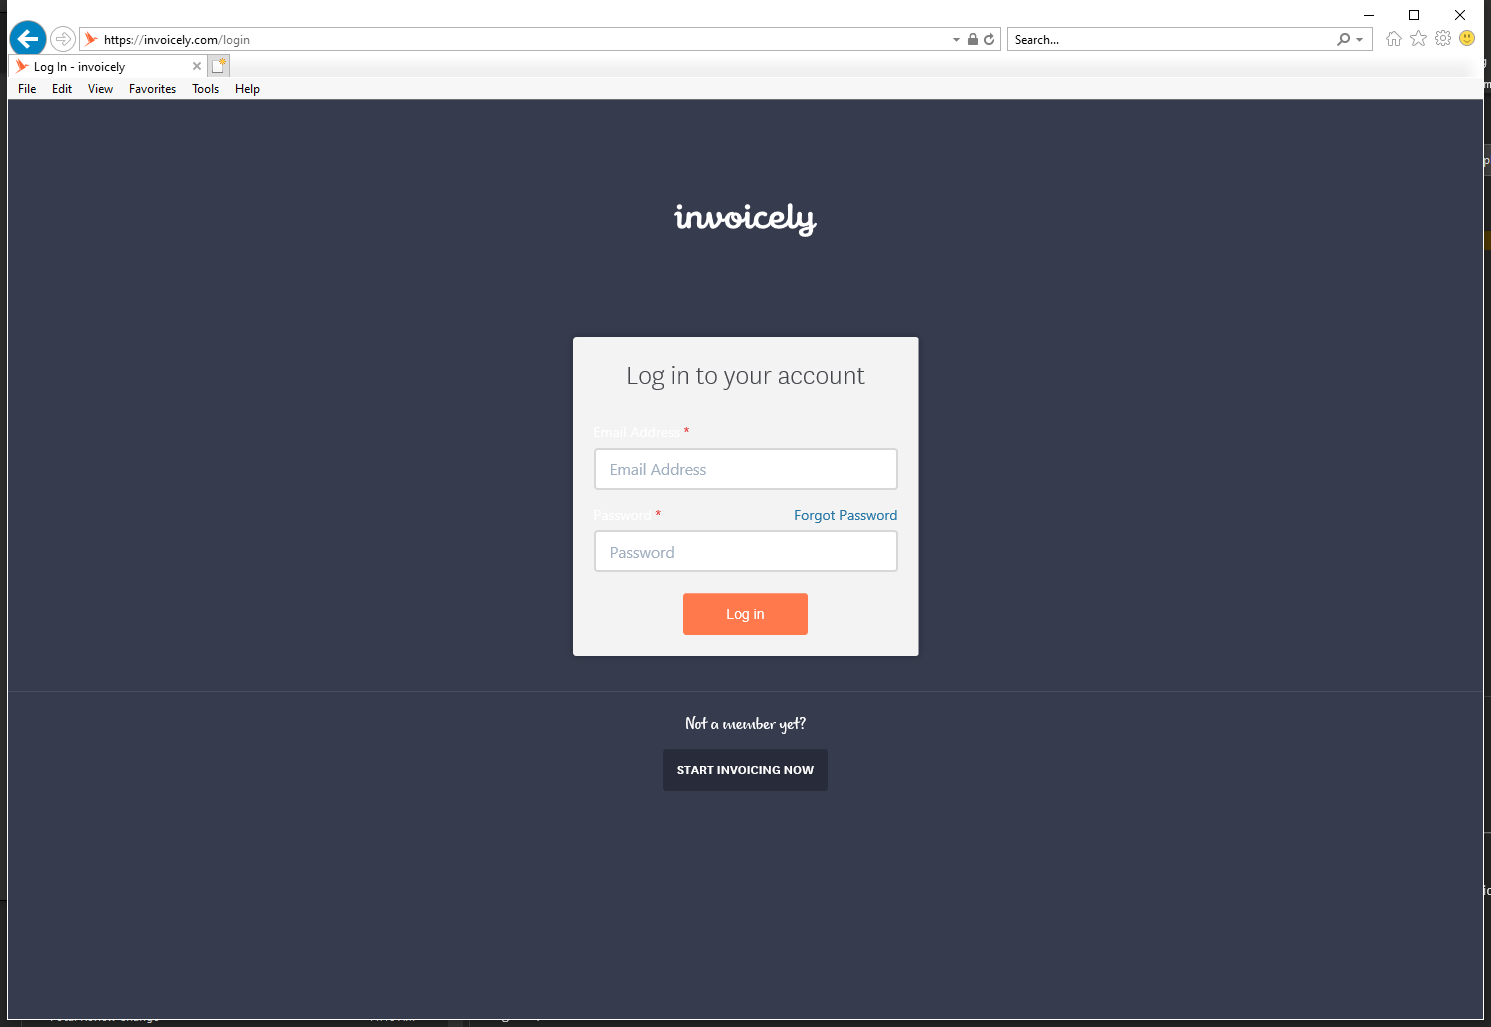 https://invoicely.com/login
Search...
Log In - invoicely
File Edit View Favorites Tools Help
invoicely
Log in to your account
Email Address *
Email Address
Password * Forgot Password
Password
Log in
Not a member yet?
START INVOICING NOW